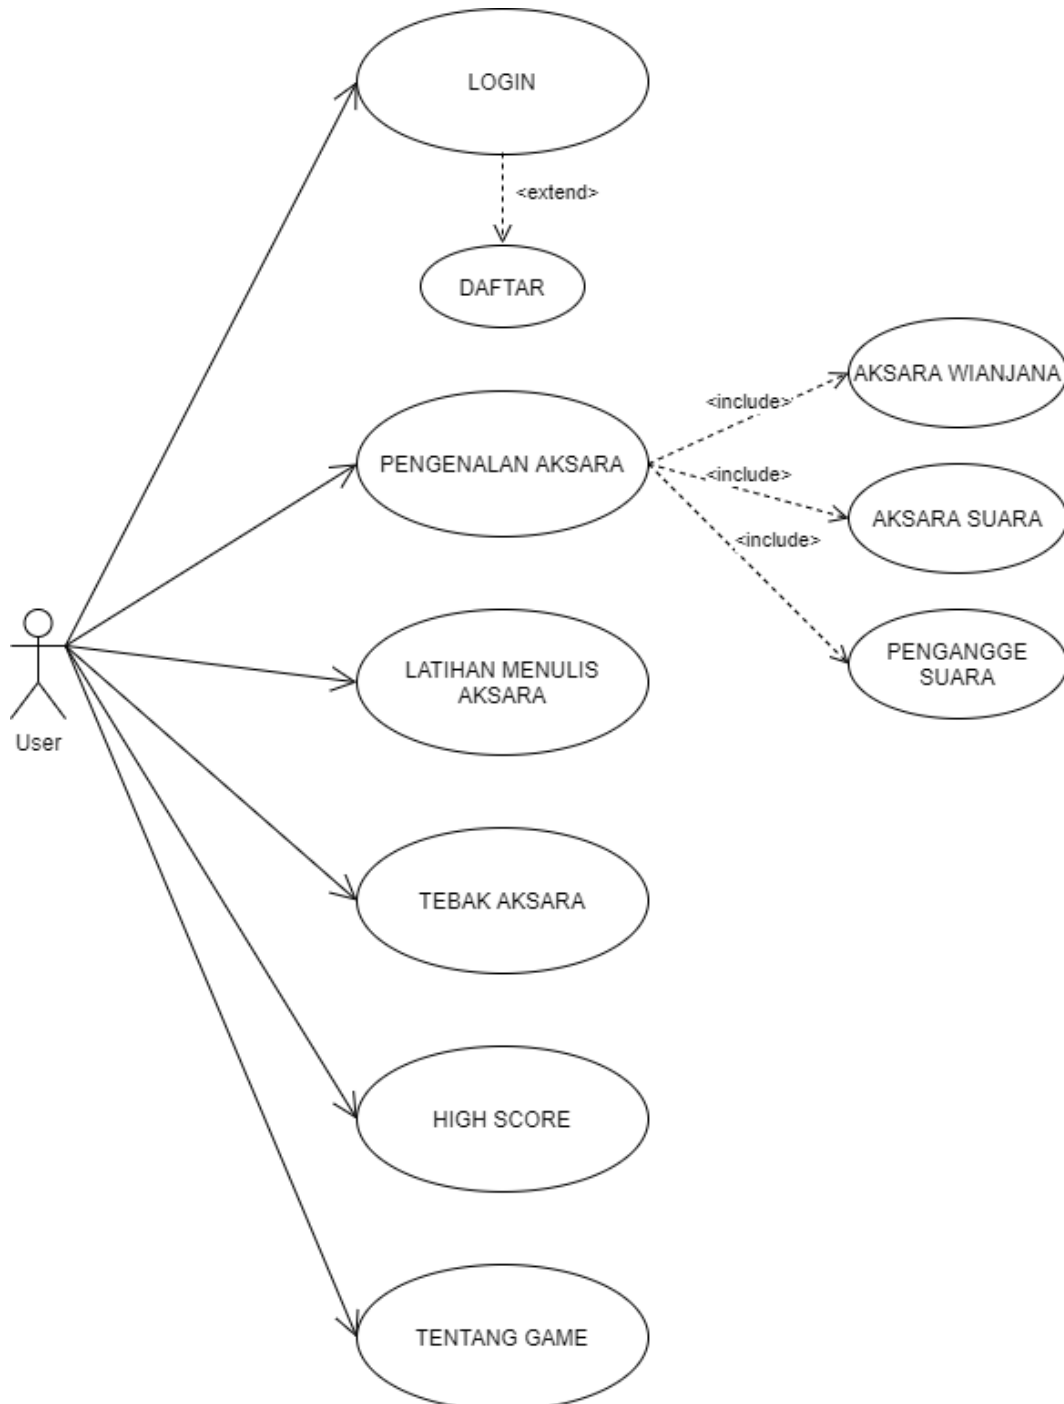 LOGIN
<extend>
DAFTAR
AKSARA WIANJANA
<include>
PENGENALAN AKSARA
<include>
AKSARA SUARA
<include>
PENGANGGE
SUARA
LATIHAN MENULIS
AKSARA
User
TEBAK AKSARA
HIGH SCORE
TENTANG GAME